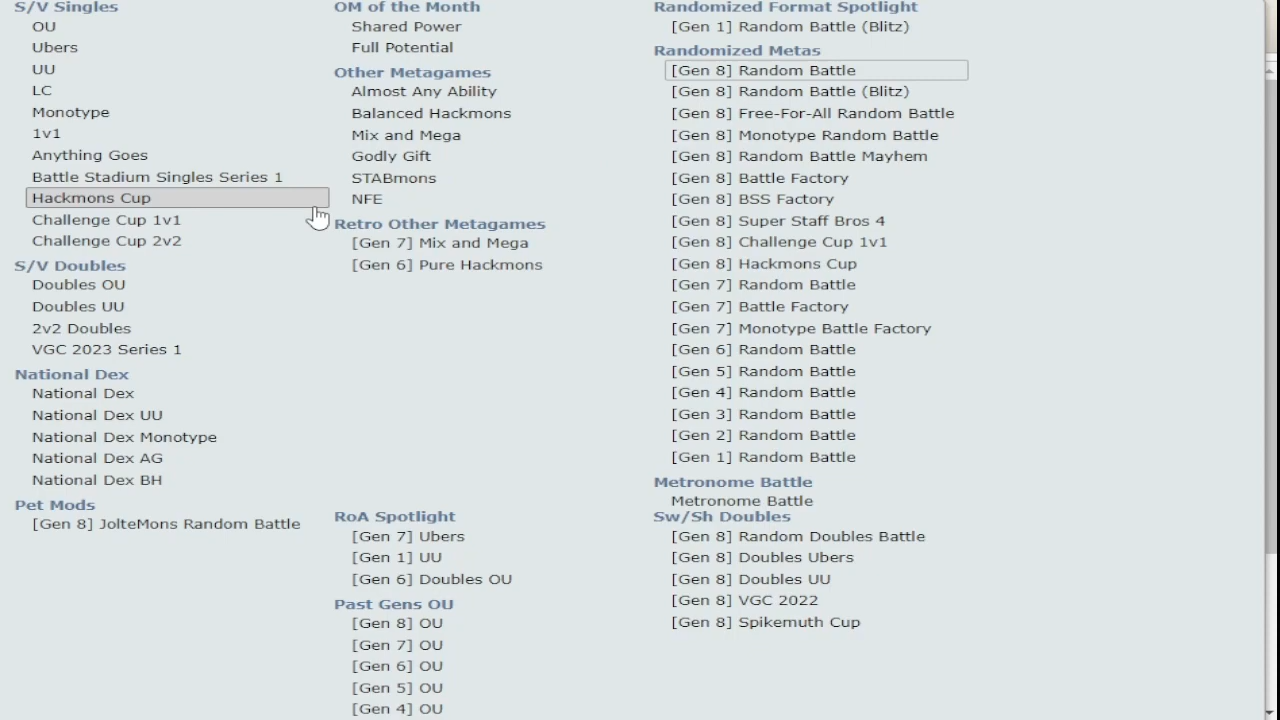 S/V Singles
OU
Ubers
UU
LC
Monotype
1v1
Anything Goes
Battle Stadium Singles Series 1
Hackmons Cup
Challenge Cup 1v1
Challenge Cup 2v2
S/V Doubles
Doubles OU
Doubles UU
2v2 Doubles
VGC 2023 Series 1
National Dex
National Dex
National Dex UU
National Dex Monotype
National Dex AG
National Dex BH
Pet Mods
[Gen 8] JolteMons Random Battle
OM of the Month
Shared Power
Full Potential
Other Metagames
Almost Any Ability
Balanced Hackmons
Mix and Mega
Godly Gift
STABmons
NFE
Retro Other Metagames
[Gen 7] Mix and Mega
[Gen 6] Pure Hackmons
RoA Spotlight
[Gen 7] Ubers
[Gen 1] UU
[Gen 6] Doubles OU
Past Gens OU
[Gen 8] OU
[Gen 7] OU
[Gen 6] OU
[Gen 5] OU
[Gen 4] OU
Randomized Format Spotlight
[Gen 1] Random Battle (Blitz)
Randomized Metas
[Gen 8] Random Battle
[Gen 8] Random Battle (Blitz)
[Gen 8] Free-For-All Random Battle
[Gen 8] Monotype Random Battle
[Gen 8] Random Battle Mayhem
[Gen 8] Battle Factory
[Gen 8] BSS Factory
[Gen 8] Super Staff Bros 4
[Gen 8] Challenge Cup 1v1
[Gen 8] Hackmons Cup
[Gen 7] Random Battle
[Gen 7] Battle Factory
[Gen 7] Monotype Battle Factory
[Gen 6] Random Battle
[Gen 5] Random Battle
[Gen 4] Random Battle
[Gen 3] Random Battle
[Gen 2] Random Battle
[Gen 1] Random Battle
Metronome Battle
Metronome Battle
Sw/Sh Doubles
[Gen 8] Random Doubles Battle
[Gen 8] Doubles Ubers
[Gen 8] Doubles UU
[Gen 8] VGC 2022
[Gen 8] Spikemuth Cup